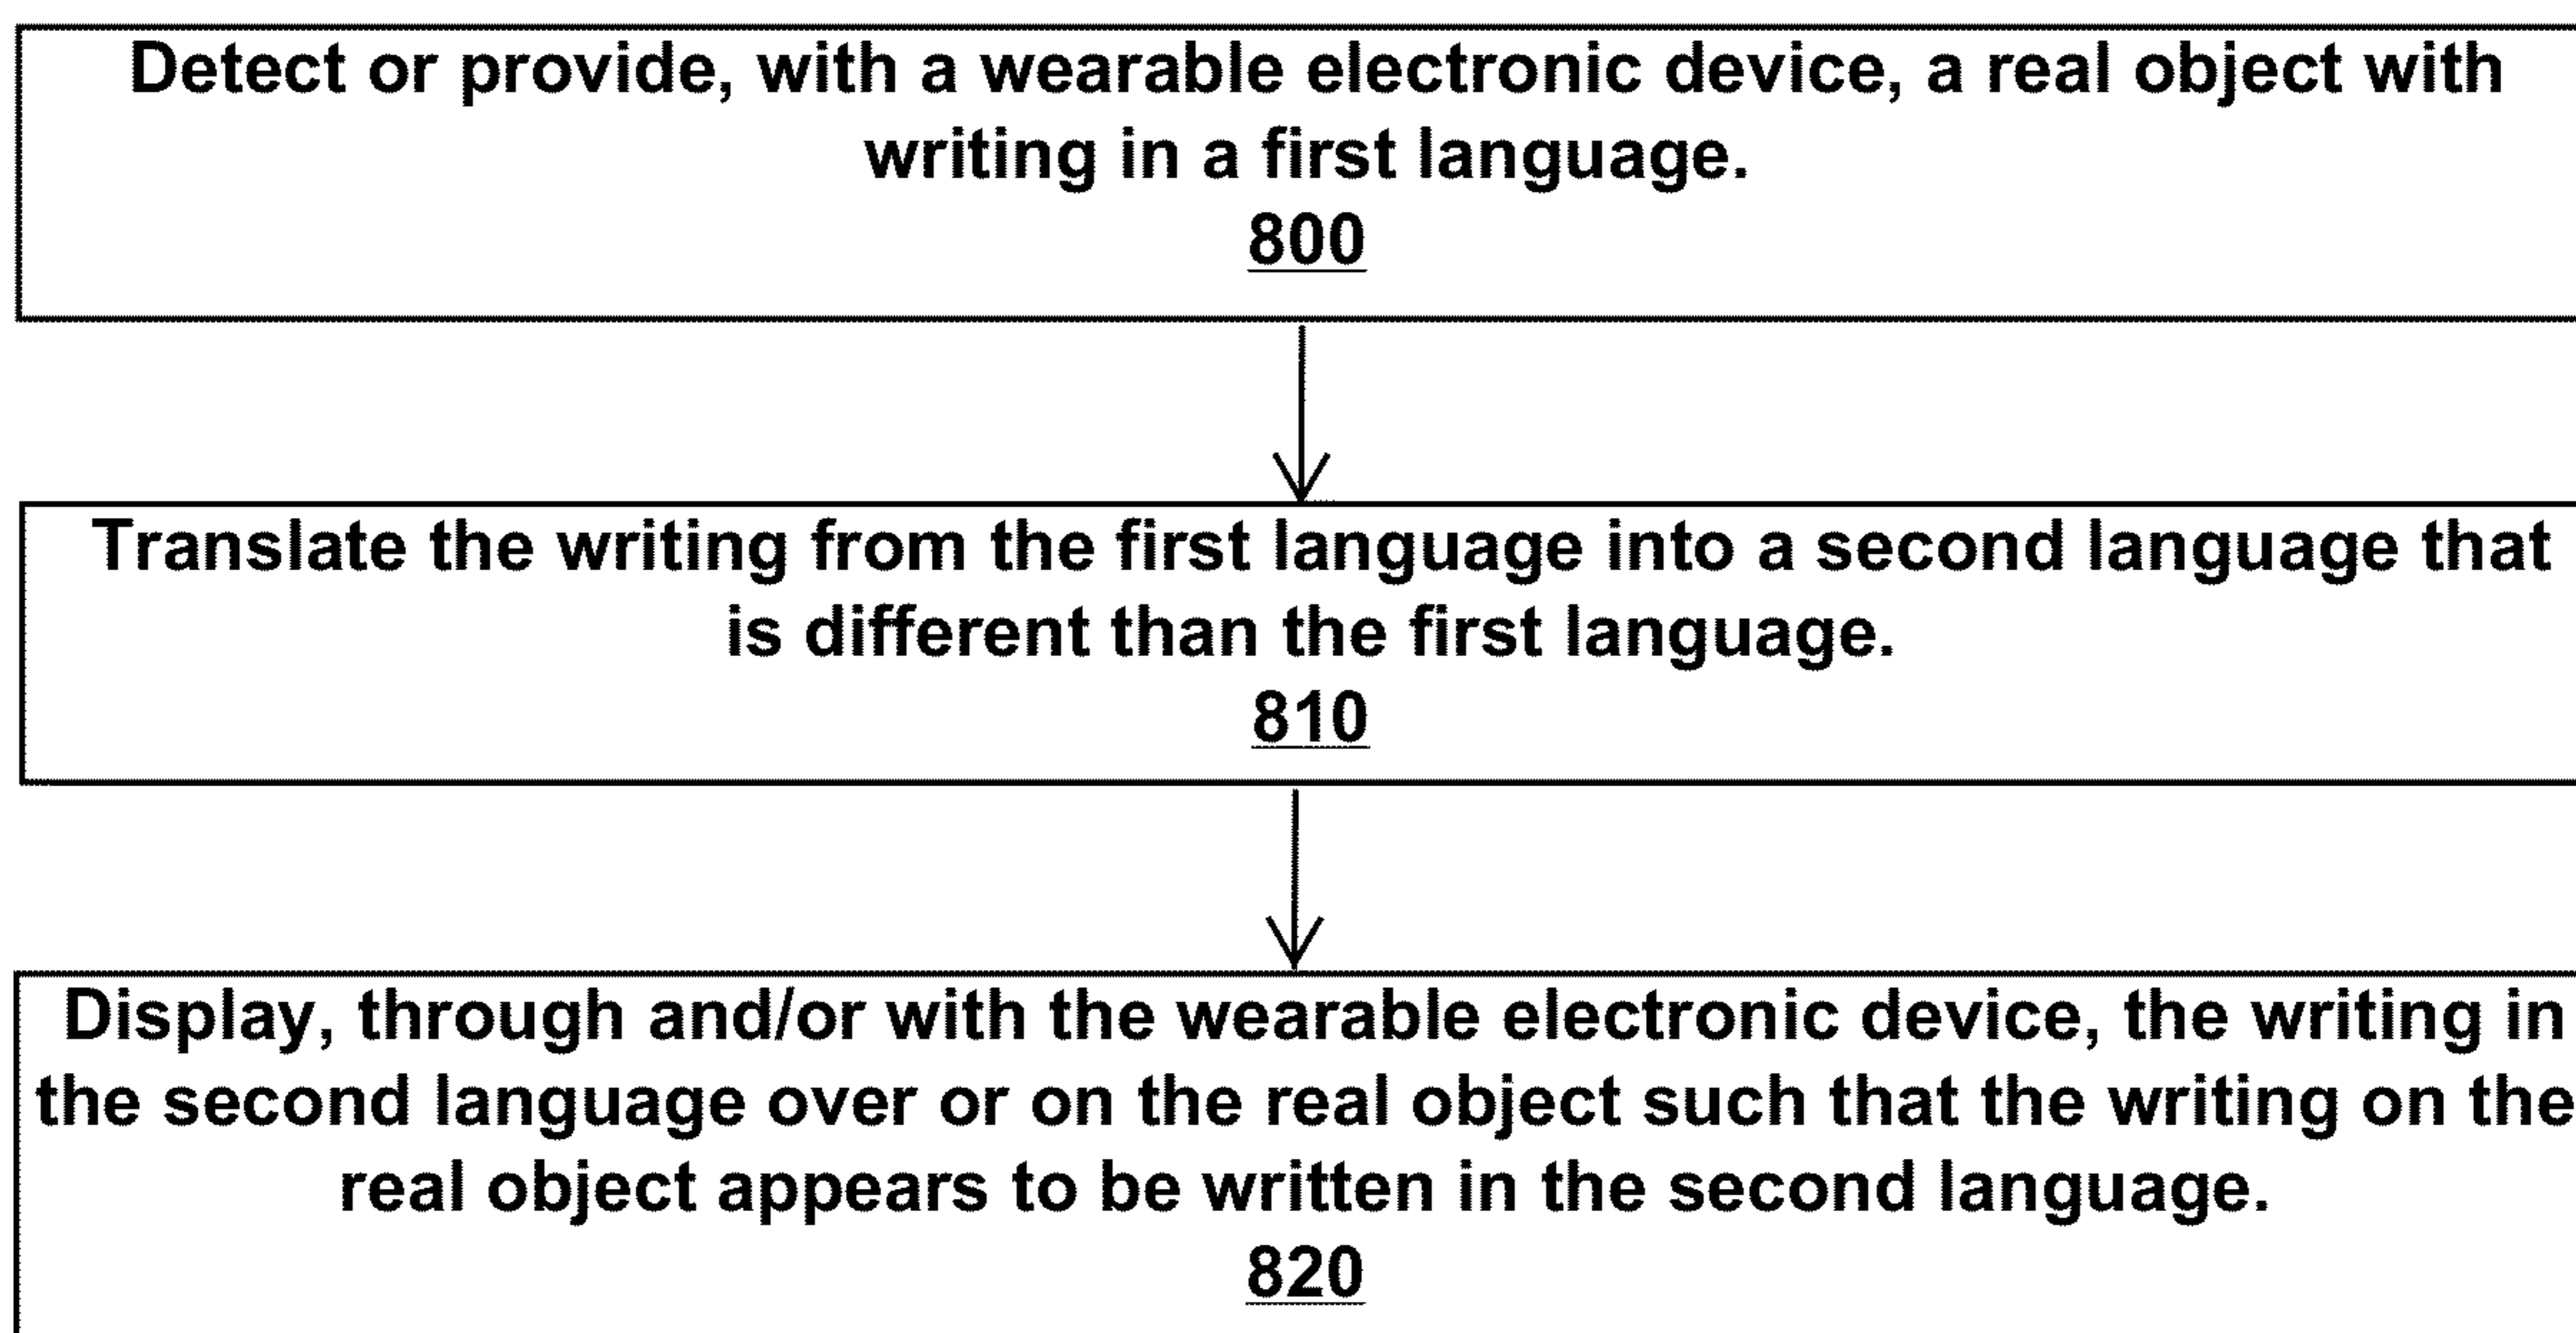 Detect or provide, with a wearable electronic device, a real object with
writing in a first language.
800
Translate the writing from the first language into a second language that
is different than the first language.
810
Display, through and/or with the wearable electronic device, the writing in
the second language over or on the real object such that the writing on the
real object appears to be written in the second language.
820